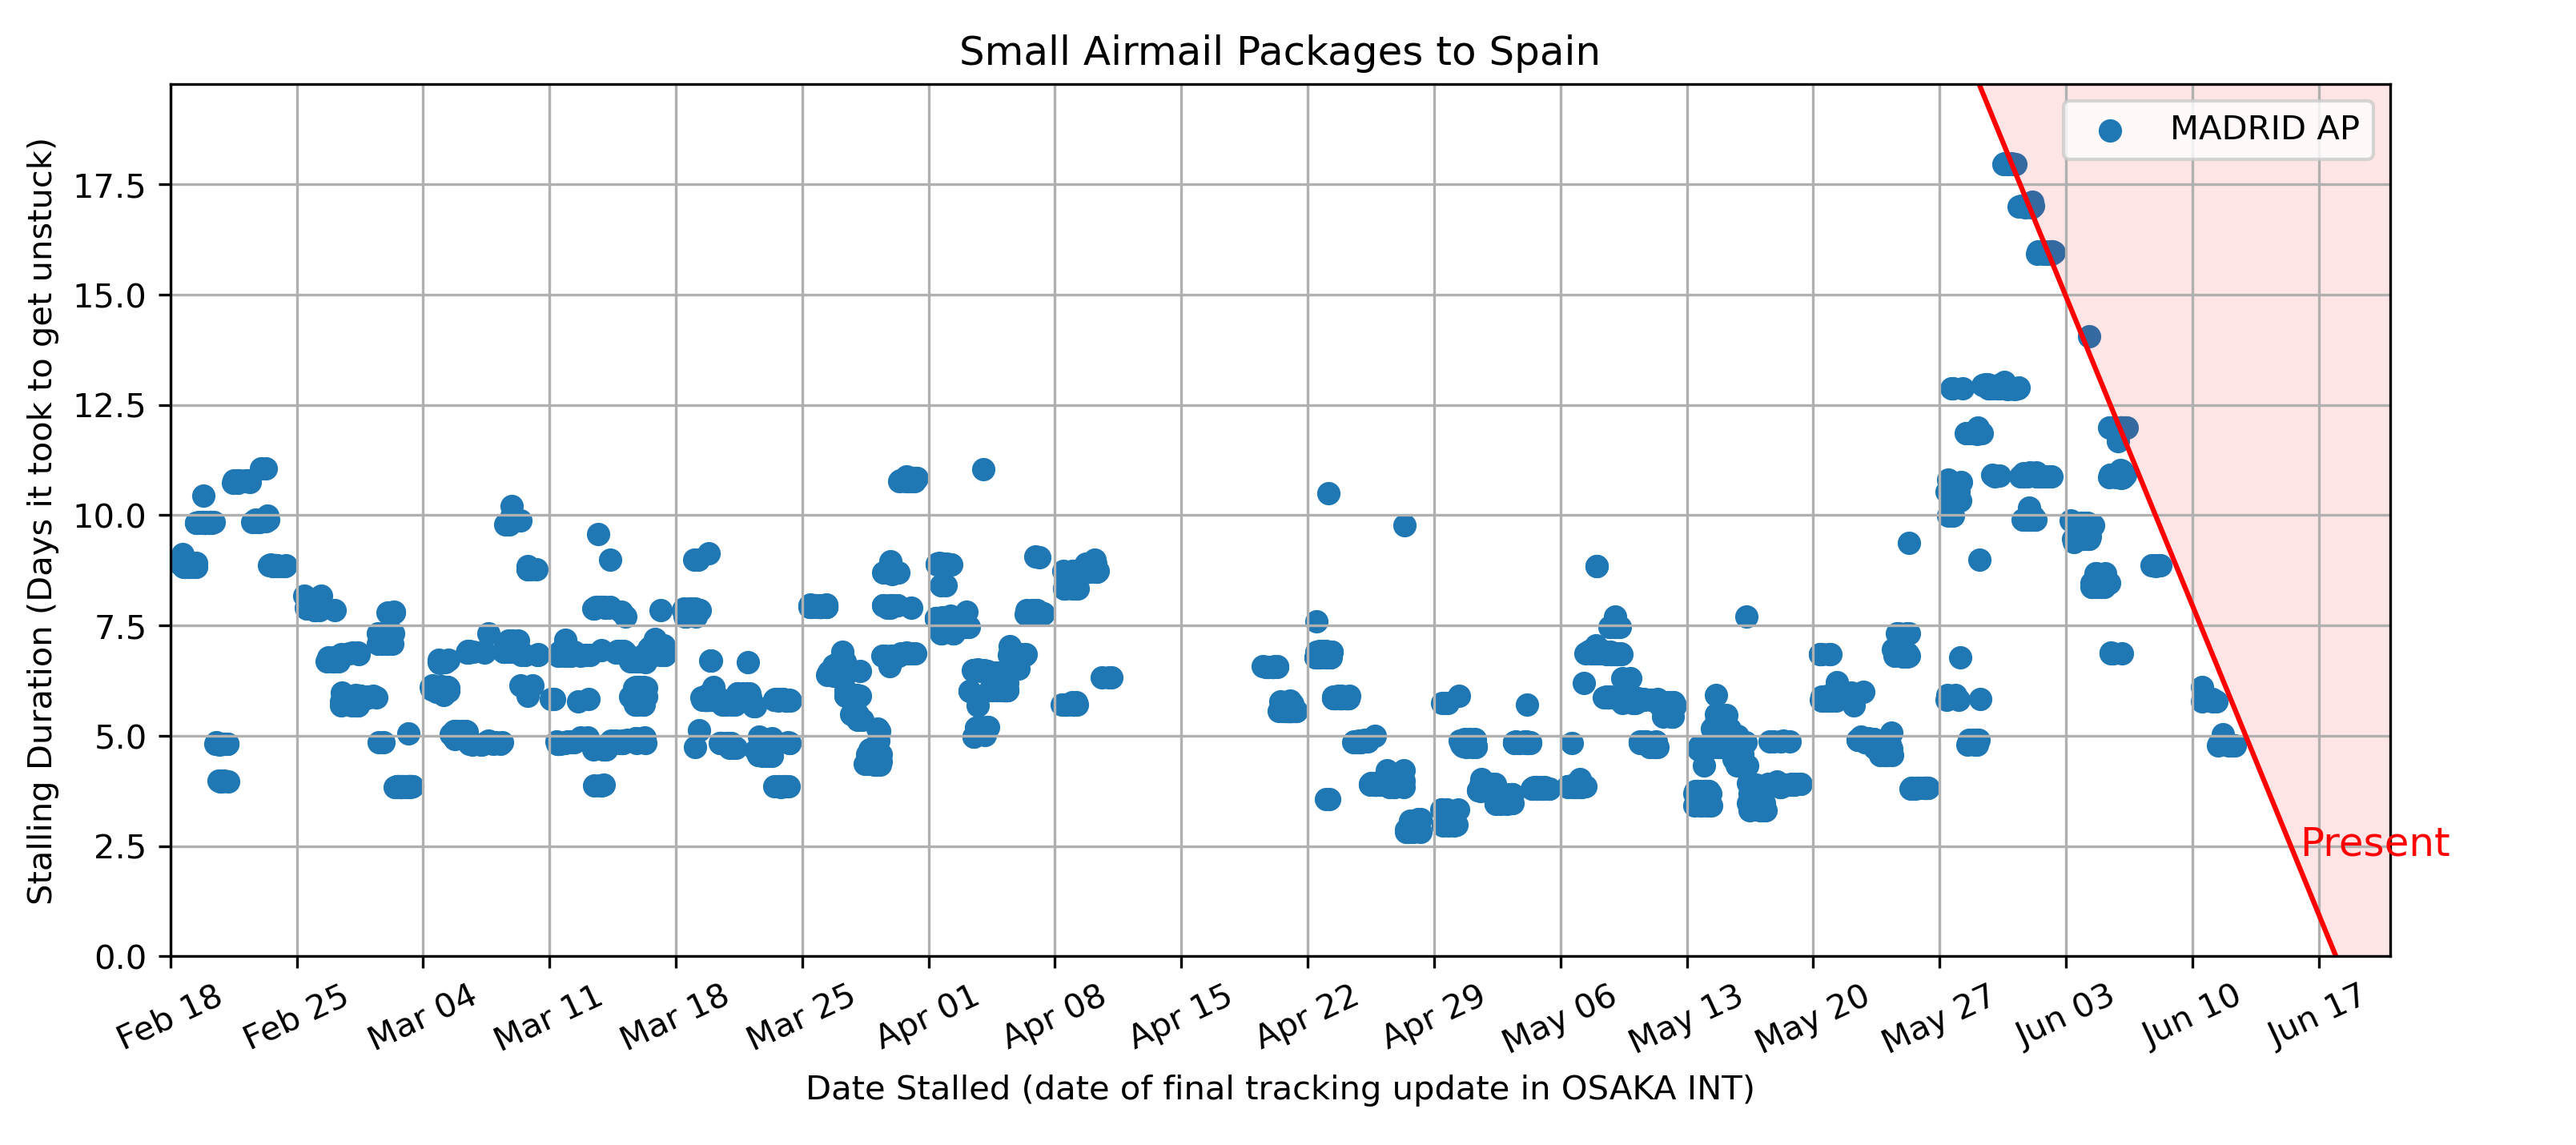 Small Airmail Packages to Spain
MADRID AP
Stalling Duration (Days it took to get unstuck)
17.5
15.0
12.5
10.0
7.5
5.0
2.5
0.0
Present
Feb 18
Feb 25
Mar 04
Mar 11
Mar 18
Mar 25
Apr 01
Apr 08
Apr 15
Apr 22
Apr 29
May 06
May 13
May 20
May 27
Jun 03
Jun 10
Jun 17
Date Stalled (date of final tracking update in OSAKA INT)